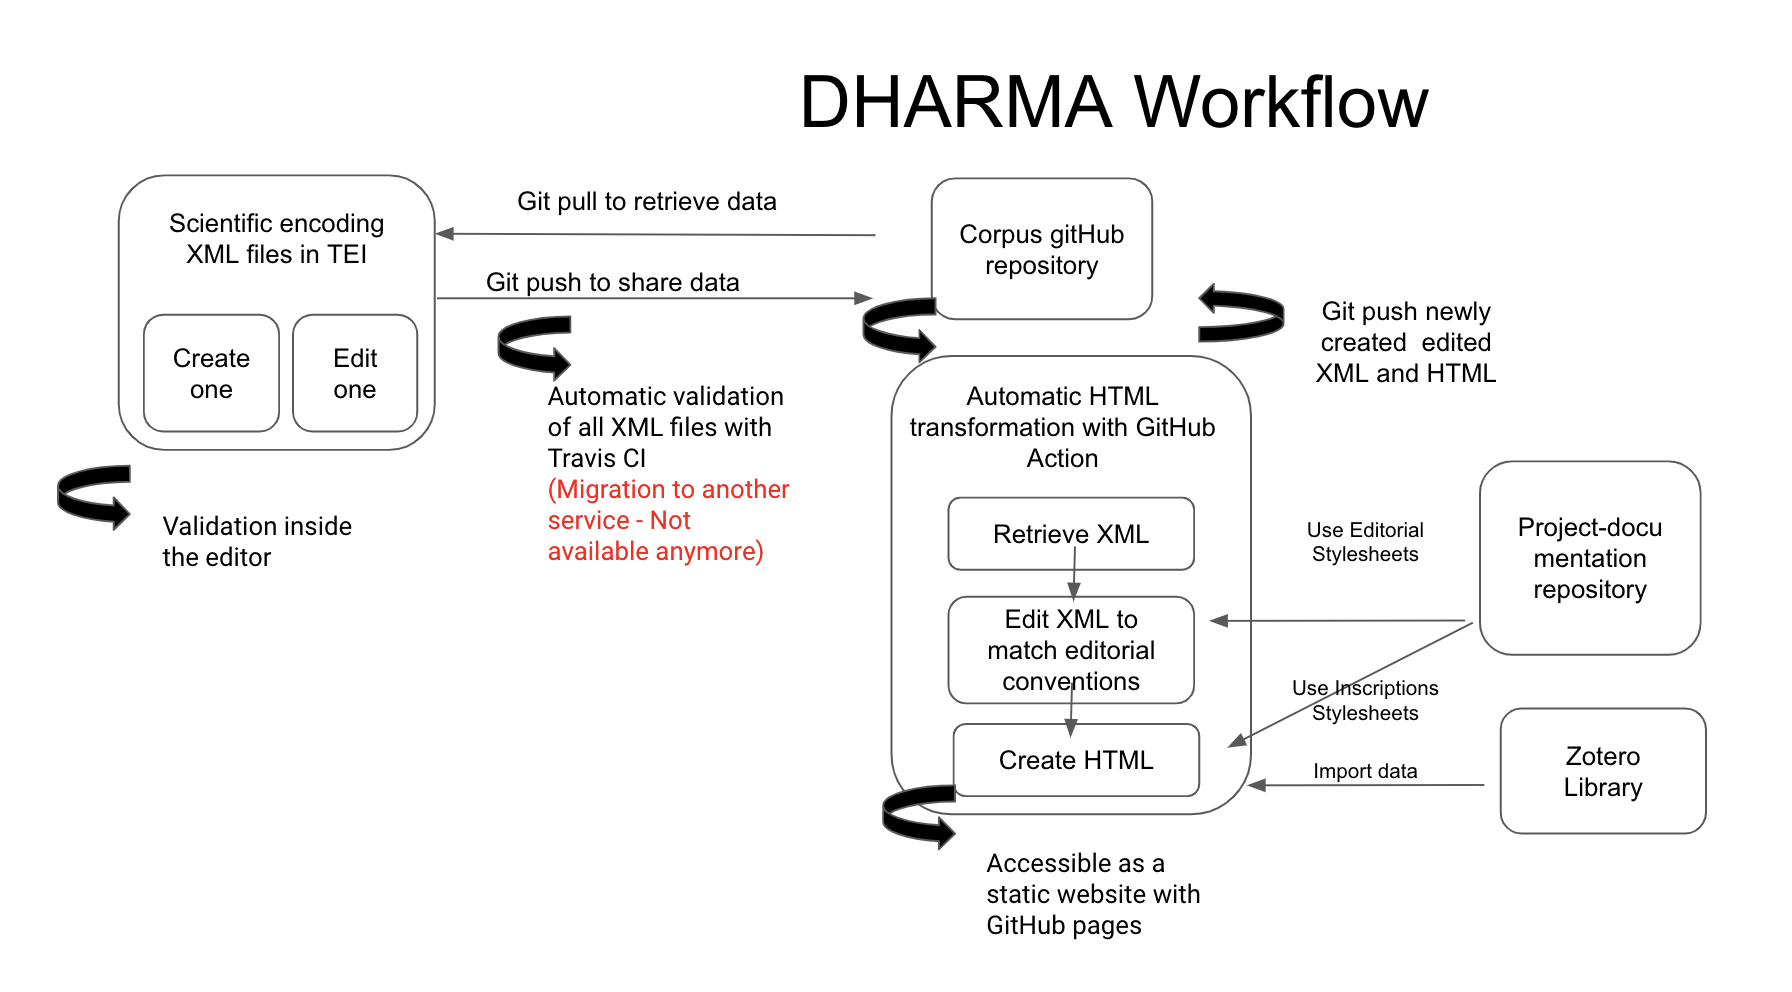 DHARMA Workflow
Scientific encoding
XML files in TEI
Create
one
Edit
one
Validation inside
the editor
Git pull to retrieve data
Git push to share data
Automatic validation
of all XML files with
Travis CI
(Migration to another
service - Not
available anymore)
Corpus gitHub
repository
Git push newly
created  edited
XML and HTML
Automatic HTML
transformation with GitHub
Action
Retrieve XML
Edit XML to
match editorial
conventions
Create HTML
Accessible as a
static website with
GitHub pages
Use Editorial
Stylesheets
Use Inscriptions
Stylesheets
Import data
Project-docu
mentation
repository
Zotero
Library